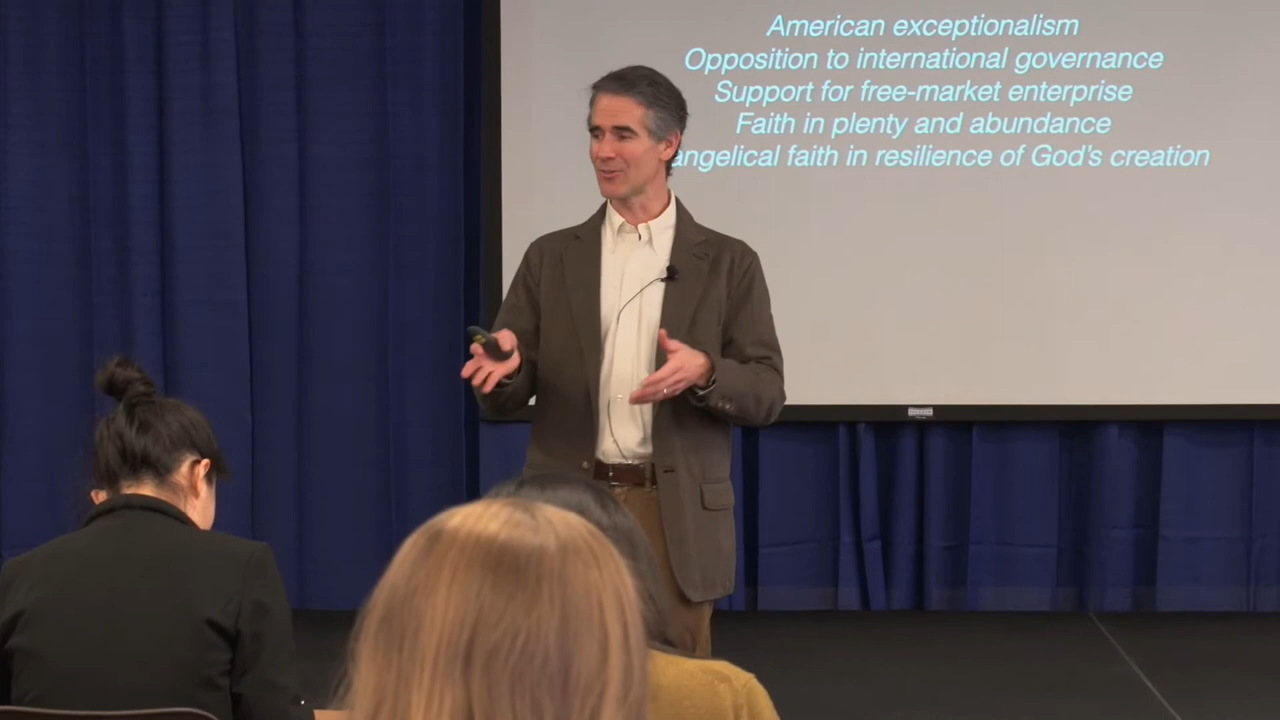 American exceptionalism
Opposition to international governance
Support for free-market enterprise
Faith in plenty and abundance
angelical faith in resilience of God's creation